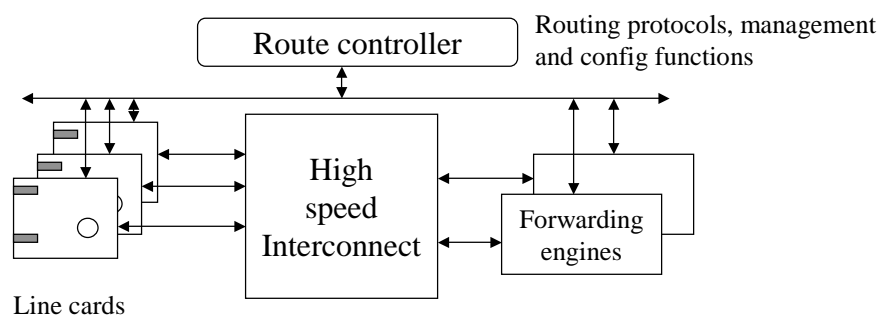 Route controller
Routing protocols, management
and config functions
High
speed
Interconnect
Forwarding
engines
Line cards